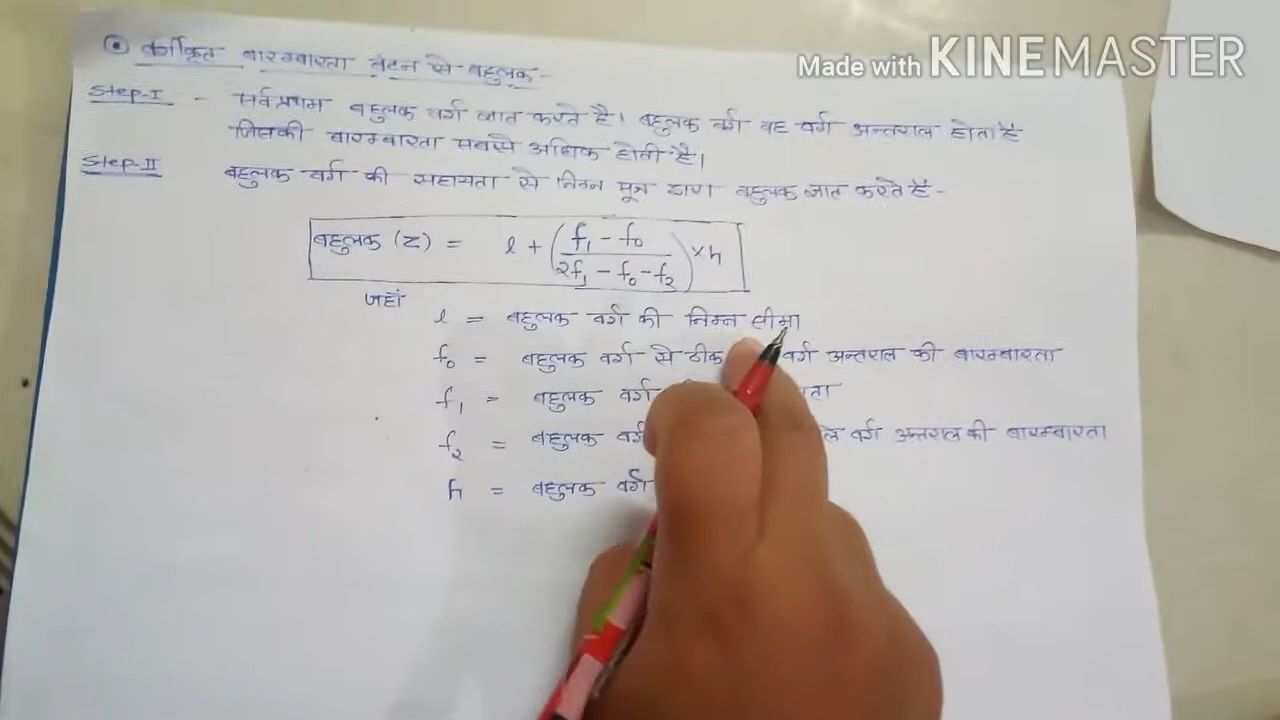 Made with KINEMASTER
वर्गीकृत बारम्बारता बंटन से बहुलक -
Step-I - सर्वप्रथम बहुलक वर्ग ज्ञात करते है। बहुलक वर्ग वह वर्ग अन्तराल होता है
जिसकी बारम्बारता सबसे अधिक होती है।
Step-II बहुलक वर्ग की सहायता से निम्न सूत्र द्वारा बहुलक ज्ञात करते है -
बहुलक (Z) = l + (f₁ - f₀ / 2f₁ - f₀ - f₂) × h
जहाँ
l = बहुलक वर्ग की निम्न सीमा
f₀ = बहुलक वर्ग से ठीक वर्ग अन्तराल की बारम्बारता
f₁ = बहुलक वर्ग
f₂ = बहुलक वर्ग वर्ग अन्तराल की बारम्बारता
h = बहुलक वर्ग